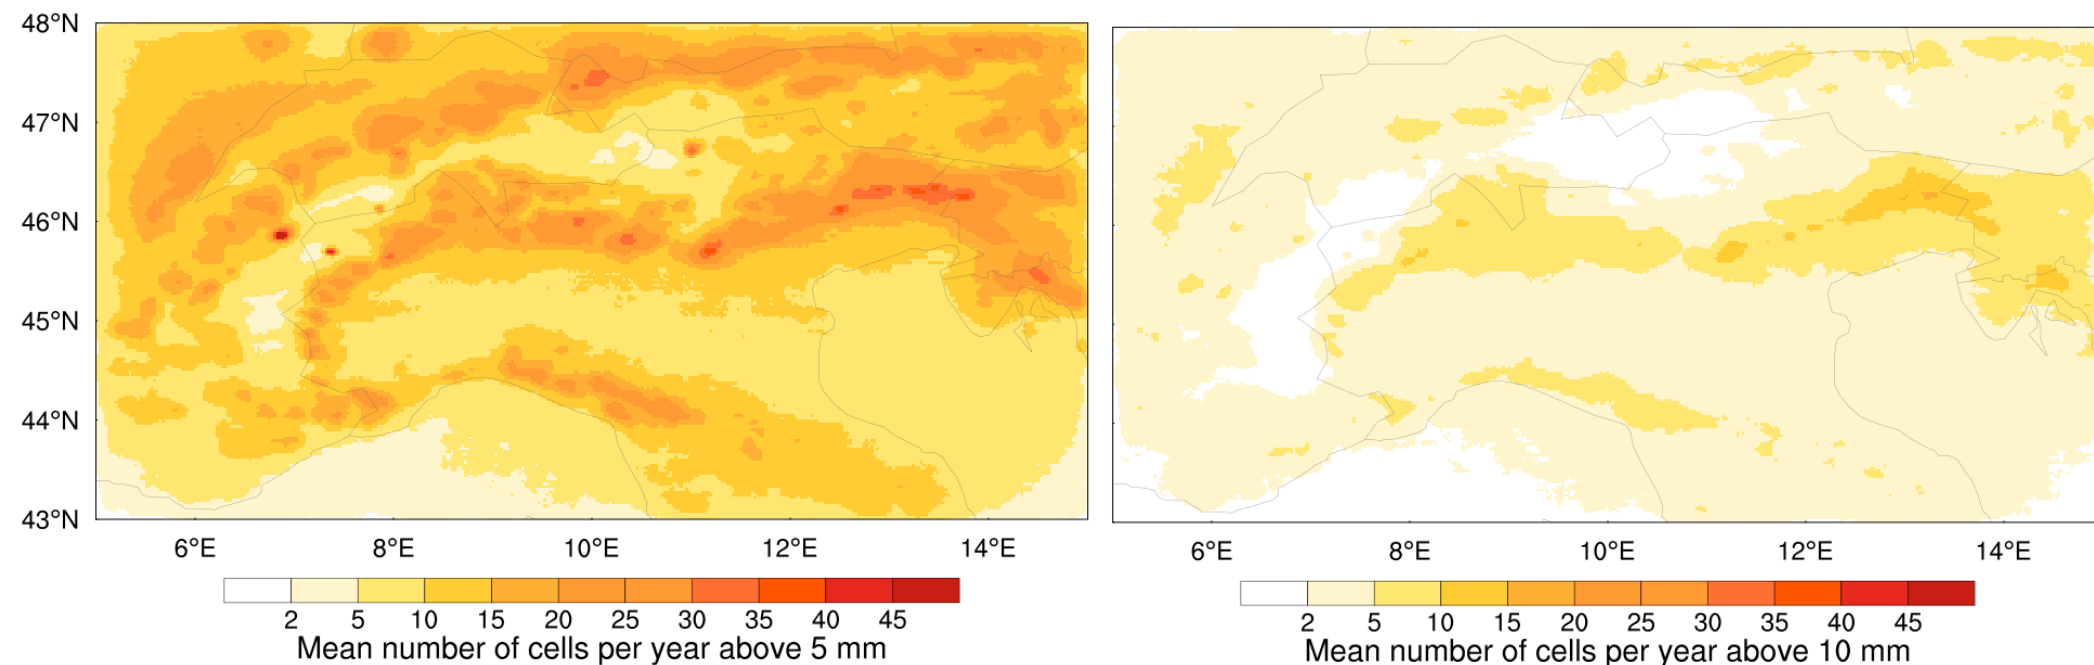 48°N
47°N
46°N
45°N
44°N
43°N
6°E 8°E 10°E 12°E 14°E
2 5 10 15 20 25 30 35 40 45
Mean number of cells per year above 5 mm
6°E 8°E 10°E 12°E 14°E
2 5 10 15 20 25 30 35 40 45
Mean number of cells per year above 10 mm